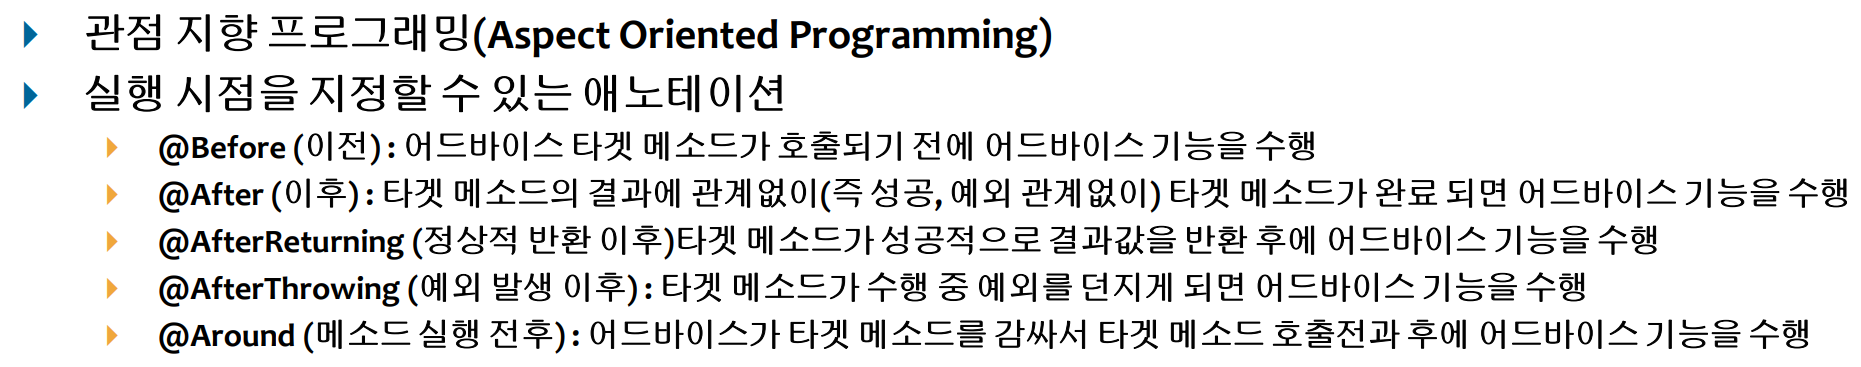 관점 지향 프로그래밍(Aspect Oriented Programming)
실행 시점을 지정할 수 있는 애노테이션
@Before (이전) : 어드바이스 타겟 메소드가 호출되기 전에 어드바이스 기능을 수행
@After (이후) : 타겟 메소드의 결과에 관계없이(즉 성공, 예외 관계없이) 타겟 메소드가 완료 되면 어드바이스 기능을 수행
@AfterReturning (정상적 반환 이후)타겟 메소드가 성공적으로 결과값을 반환 후에 어드바이스 기능을 수행
@AfterThrowing (예외 발생 이후) : 타겟 메소드가 수행 중 예외를 던지게 되면 어드바이스 기능을 수행
@Around (메소드 실행 전후) : 어드바이스가 타겟 메소드를 감싸서 타겟 메소드 호출전과 후에 어드바이스 기능을 수행